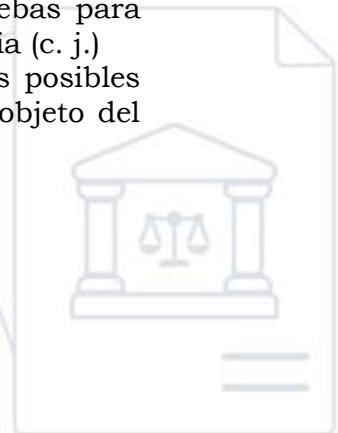 ebas para
ia (c. j.)
s posibles
objeto del